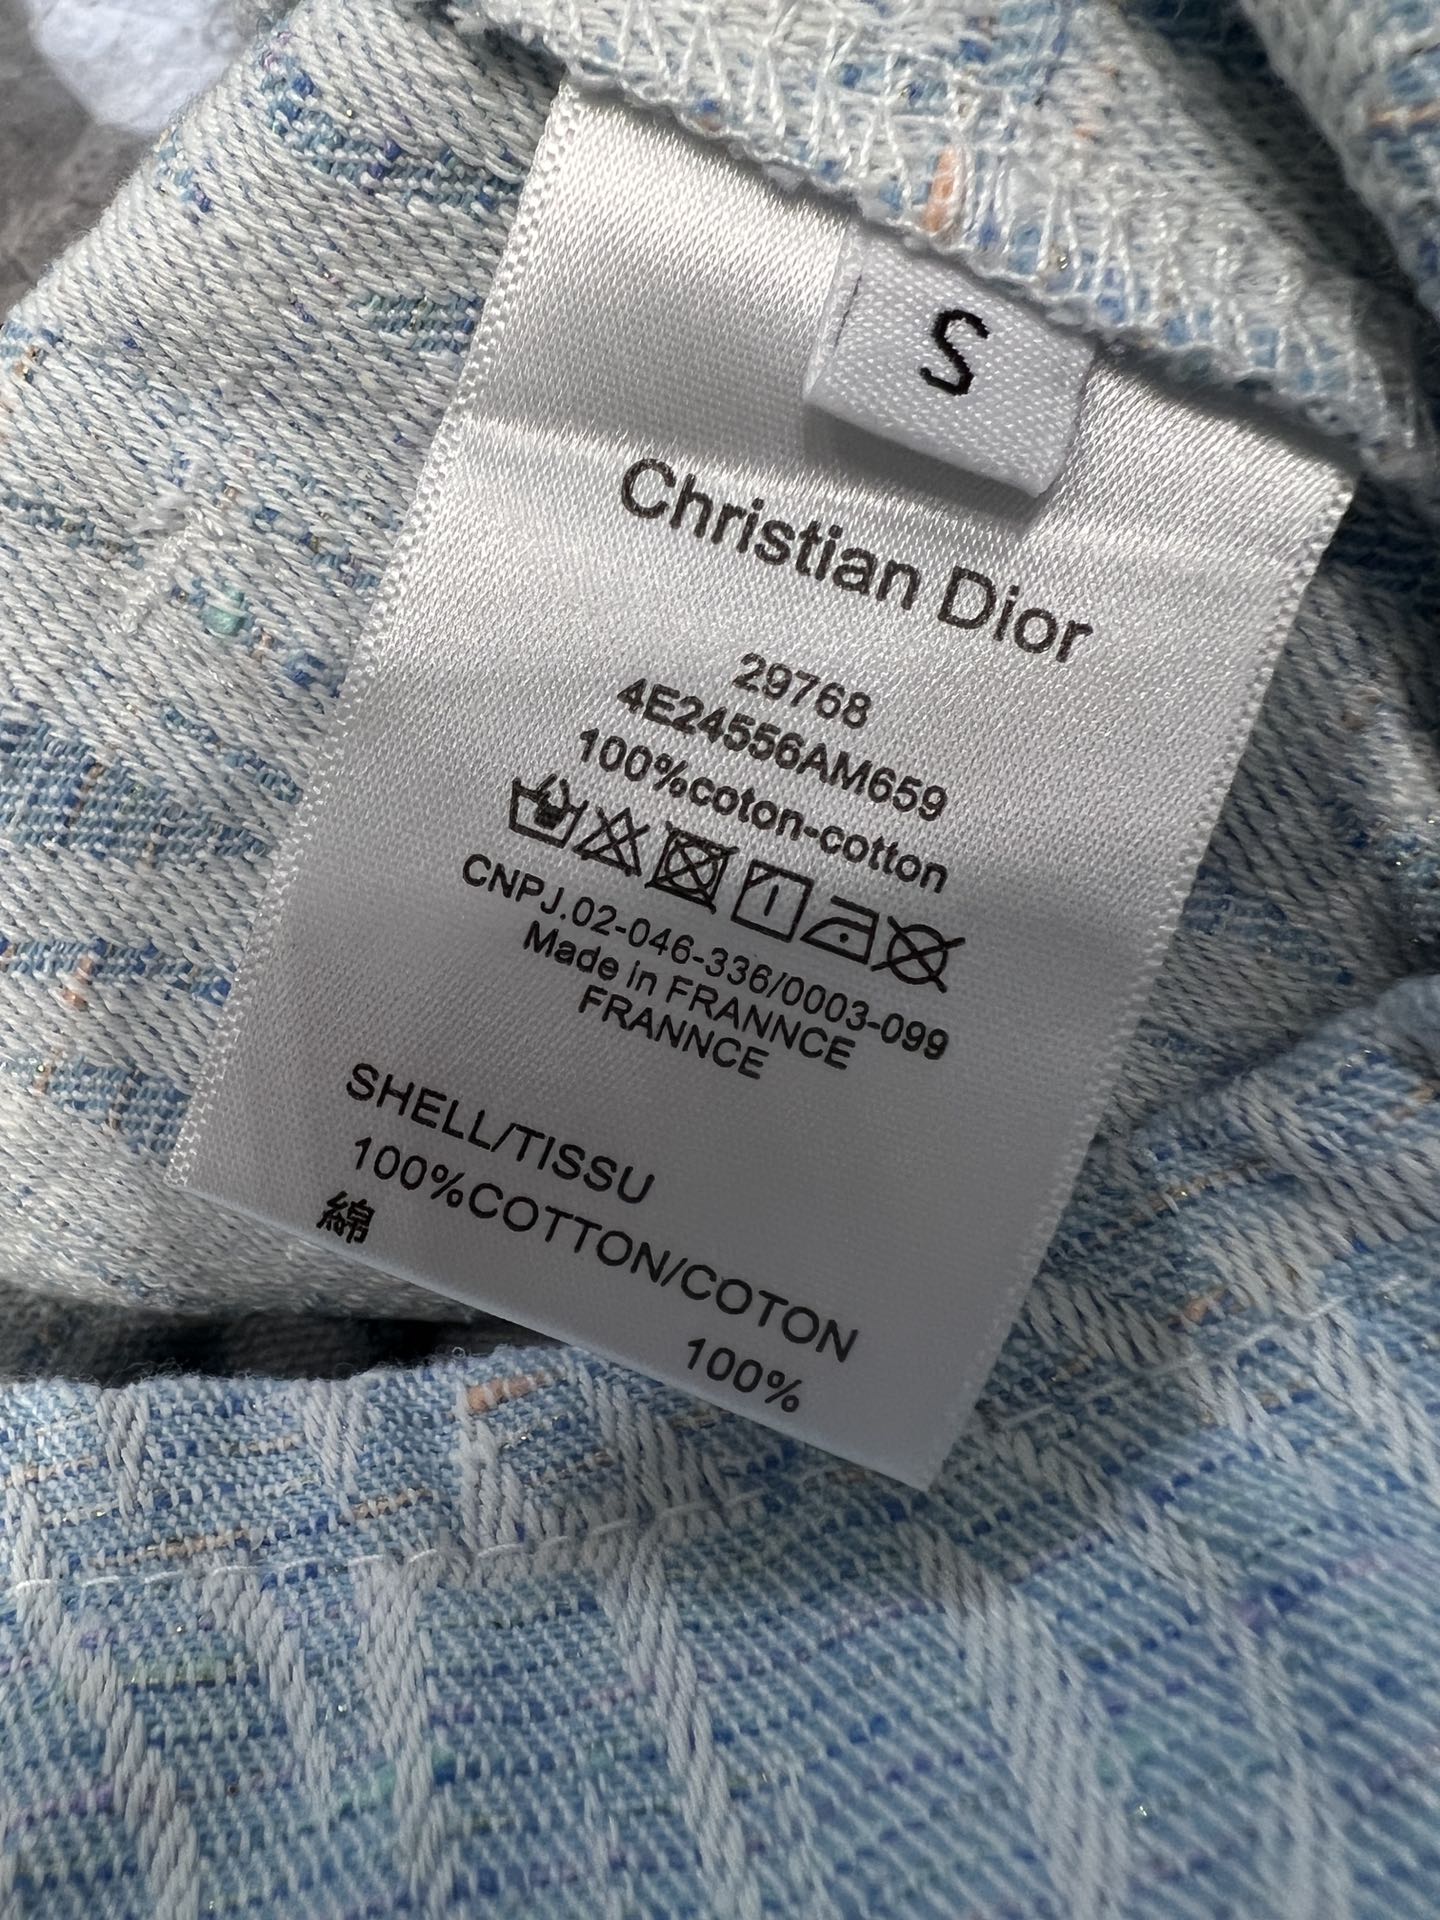 S
Christian Dior
29768
4E24556AM659
100%coton-cotton
CNPJ.02-046-336/0003-099
Made in FRANNCE
FRANNCE
SHELL/TISSU
100%COTTON/COTON
綿 100%